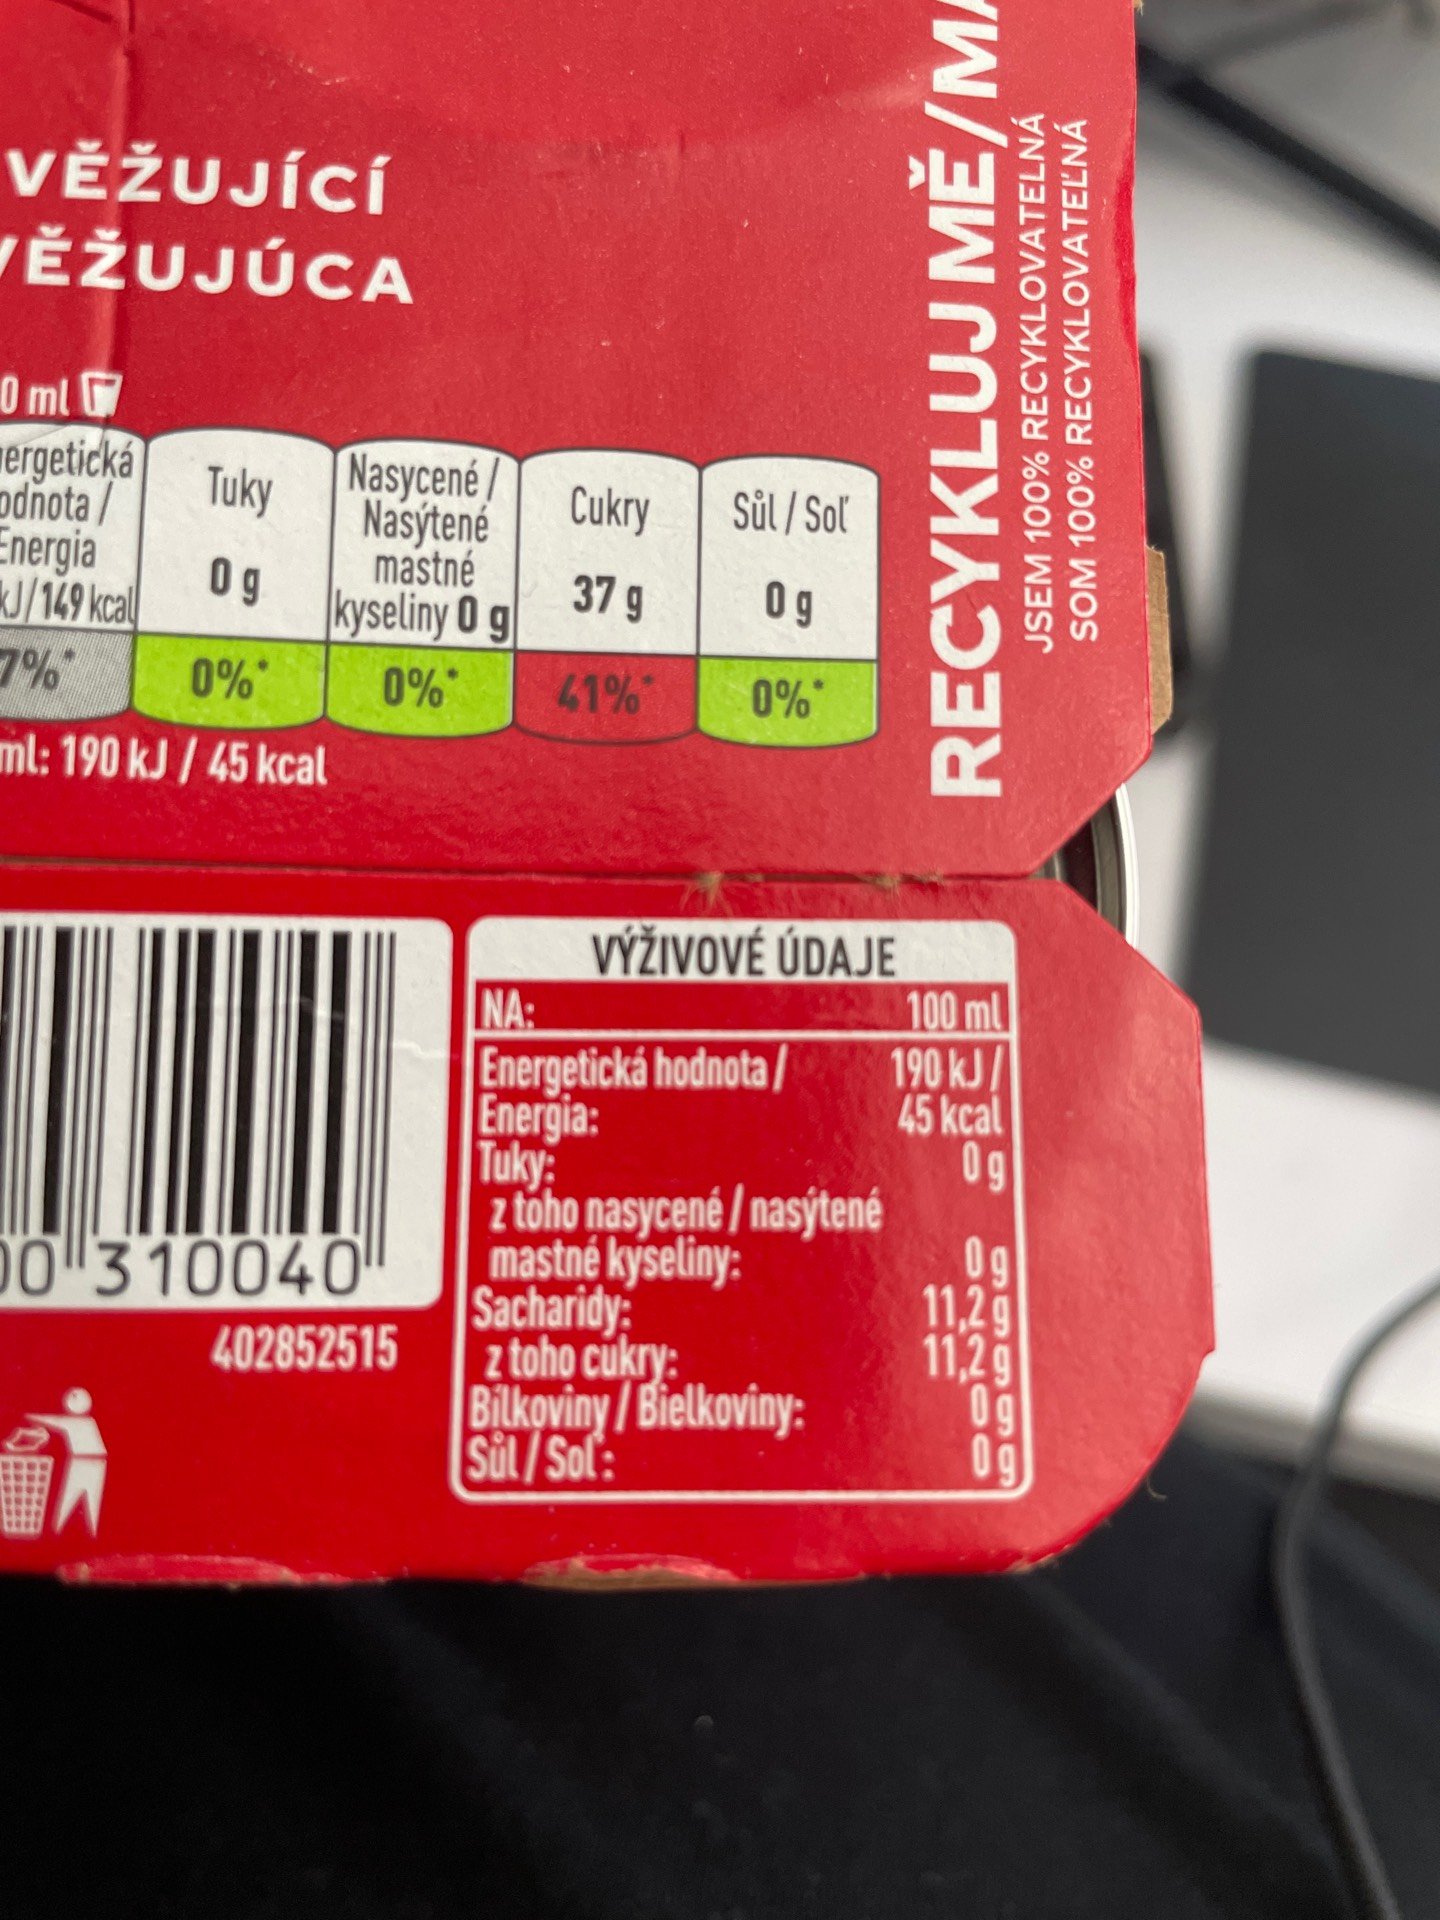 VĚŽUJÍCÍ
VĚŽUJÚCA
0 ml
nergetická
odnota /
Energia
kJ/149 kcal
7%*
Tuky
0 g
0%*
Nasycené /
Nasýtené
mastné
kyseliny 0 g
0%*
Cukry
37 g
41%*
Sůl / Soľ
0 g
0%*
ml: 190 kJ / 45 kcal
RECYKLUJ MĚ/MA
JSEM 100% RECYKLOVATELNÁ
SOM 100% RECYKLOVATEĽNÁ
00 310040
402852515
VÝŽIVOVÉ ÚDAJE
NA: 100 ml
Energetická hodnota / 190 kJ /
Energia: 45 kcal
Tuky: 0 g
z toho nasycené / nasýtené
mastné kyseliny: 0 g
Sacharidy: 11,2 g
z toho cukry: 11,2 g
Bílkoviny / Bielkoviny: 0 g
Sůl / Soľ: 0 g